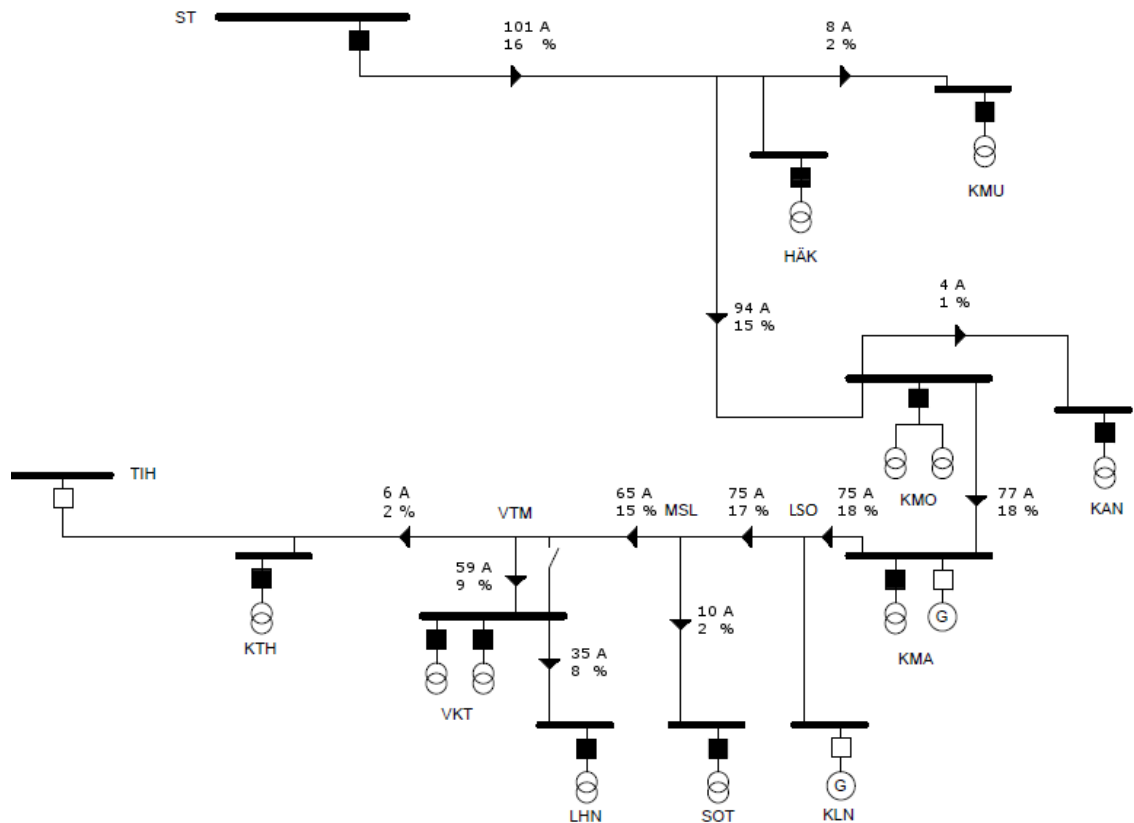 ST
101 A
16 %
8 A
2 %
KMU
HÄK
94 A
15 %
4 A
1 %
KMO
KAN
TIH
6 A
2 %
VTM
65 A
15 %
MSL
75 A
17 %
LSO
75 A
18 %
77 A
18 %
59 A
9 %
10 A
2 %
G
KTH
KMA
35 A
8 %
VKT
G
LHN
SOT
KLN